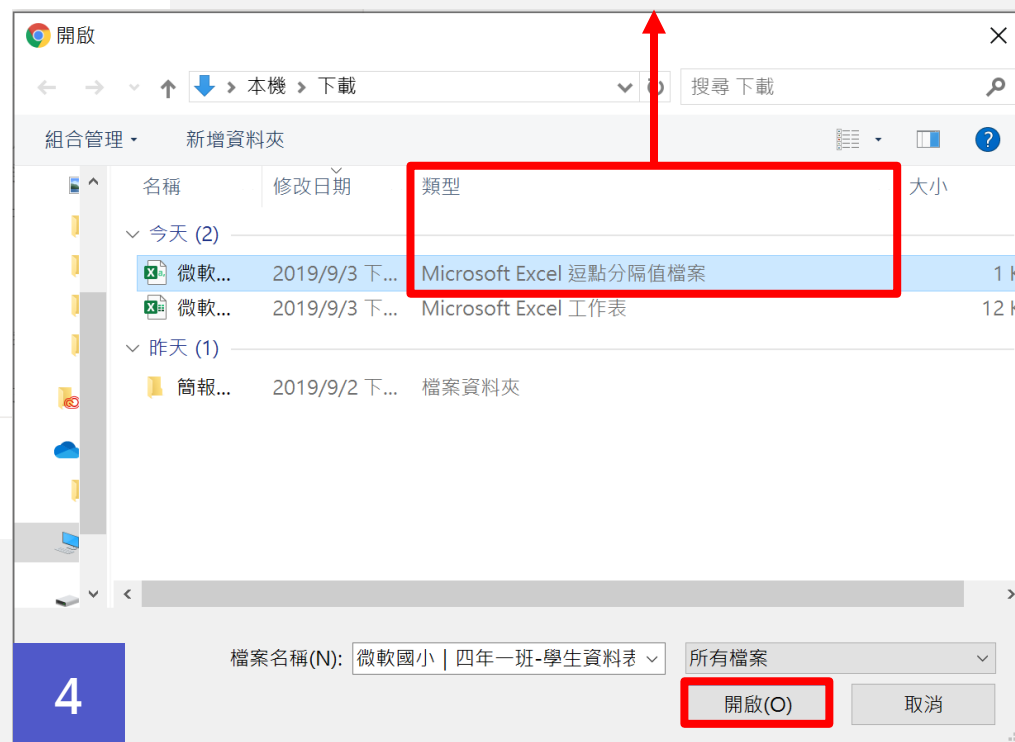 開啟
本機 › 下載
搜尋 下載
組合管理 新增資料夾
名稱 修改日期 類型 大小
今天 (2)
微軟... 2019/9/3 下... Microsoft Excel 逗點分隔值檔案 1 K
微軟... 2019/9/3 下... Microsoft Excel 工作表 12 K
昨天 (1)
簡報... 2019/9/2 下... 檔案資料夾
檔案名稱(N): 微軟國小 | 四年一班-學生資料表 所有檔案
開啟(O) 取消
4